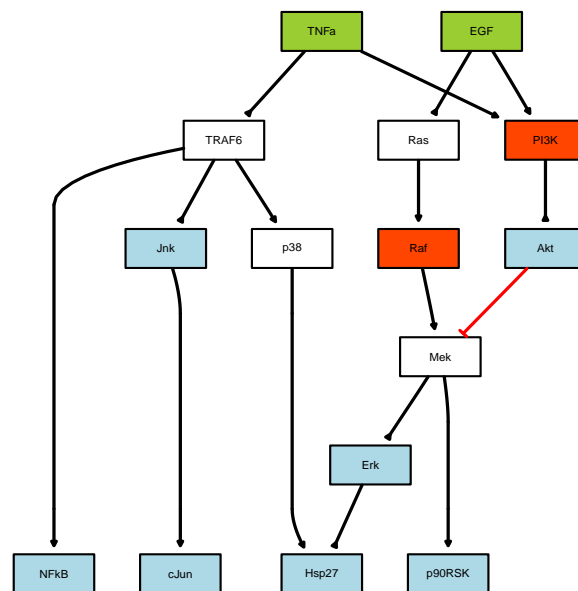 TNFa
EGF
TRAF6
Ras
PI3K
Jnk
p38
Raf
Akt
Mek
Erk
NFkB
cJun
Hsp27
p90RSK